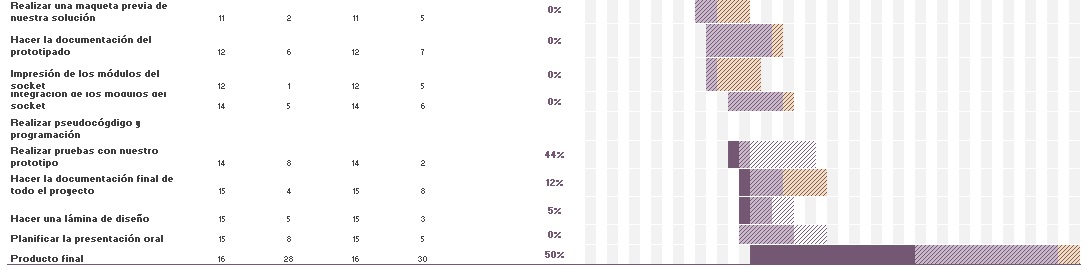 Realizar una maqueta previa de
nuestra solución 11 2 11 5 0%
Hacer la documentación del
prototipado 12 6 12 7 0%
Impresión de los módulos del
socket 12 1 12 5 0%
Integración de los módulos del
socket 14 5 14 6 0%
Realizar pseudocógdigo y
programación
Realizar pruebas con nuestro
prototipo 14 8 14 2 44%
Hacer la documentación final de
todo el proyecto 15 4 15 8 12%
Hacer una lámina de diseño 15 5 15 3 5%
Planificar la presentación oral 15 8 15 5 0%
Producto final 16 28 16 30 50%